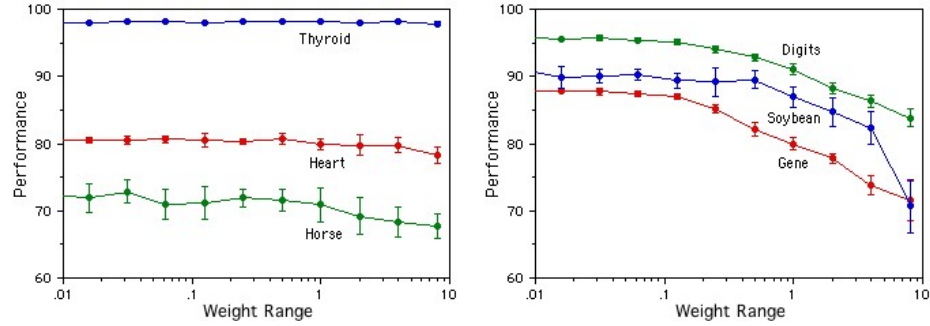 100
90
80
70
60
Performance
Thyroid
Heart
Horse
.01
.1
1
10
Weight Range
100
90
80
70
60
Performance
Digits
Soybean
Gene
.01
.1
1
10
Weight Range